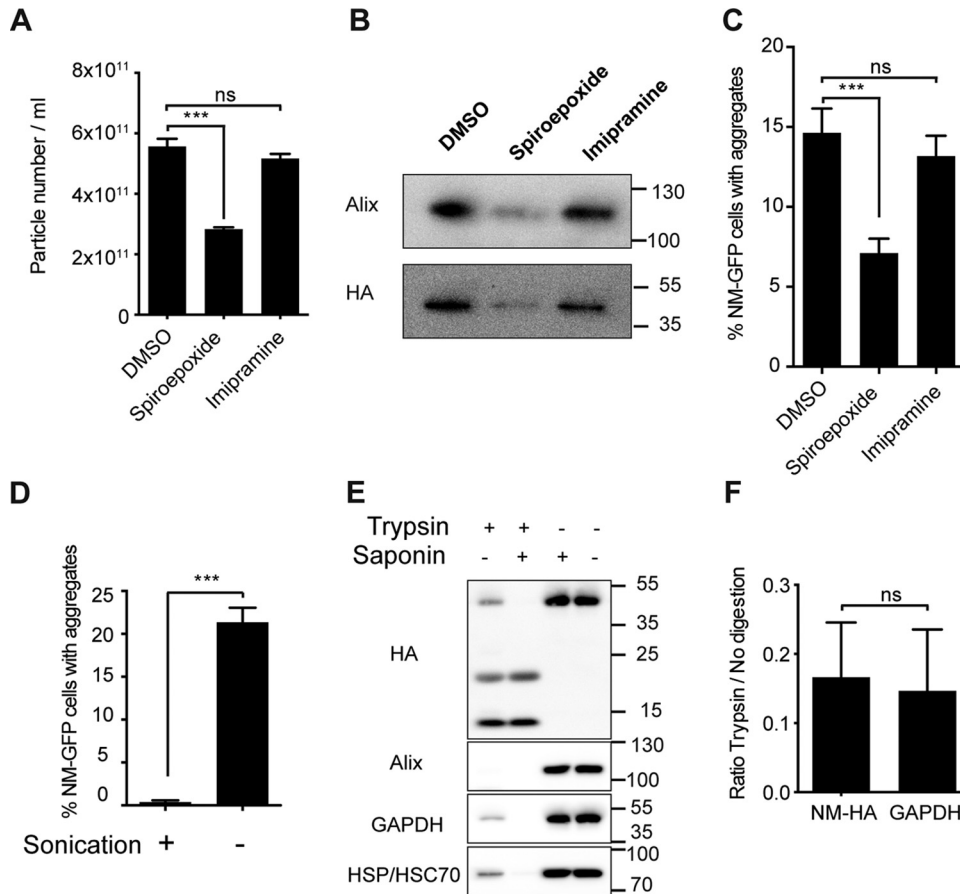 A
Particle number / ml
8x10¹¹
6x10¹¹
4x10¹¹
2x10¹¹
0
ns
***
DMSO
Spiroepoxide
Imipramine
B
DMSO
Spiroepoxide
Imipramine
Alix
130
100
HA
55
35
C
% NM-GFP cells with aggregates
20
15
10
5
0
ns
***
DMSO
Spiroepoxide
Imipramine
D
% NM-GFP cells with aggregates
25
20
15
10
5
0
***
Sonication + -
E
Trypsin + + - -
Saponin - + + -
HA
55
35
25
15
Alix
130
100
GAPDH
55
35
HSP/HSC70
100
70
F
Ratio Trypsin / No digestion
0.3
0.2
0.1
0.0
ns
NM-HA GAPDH